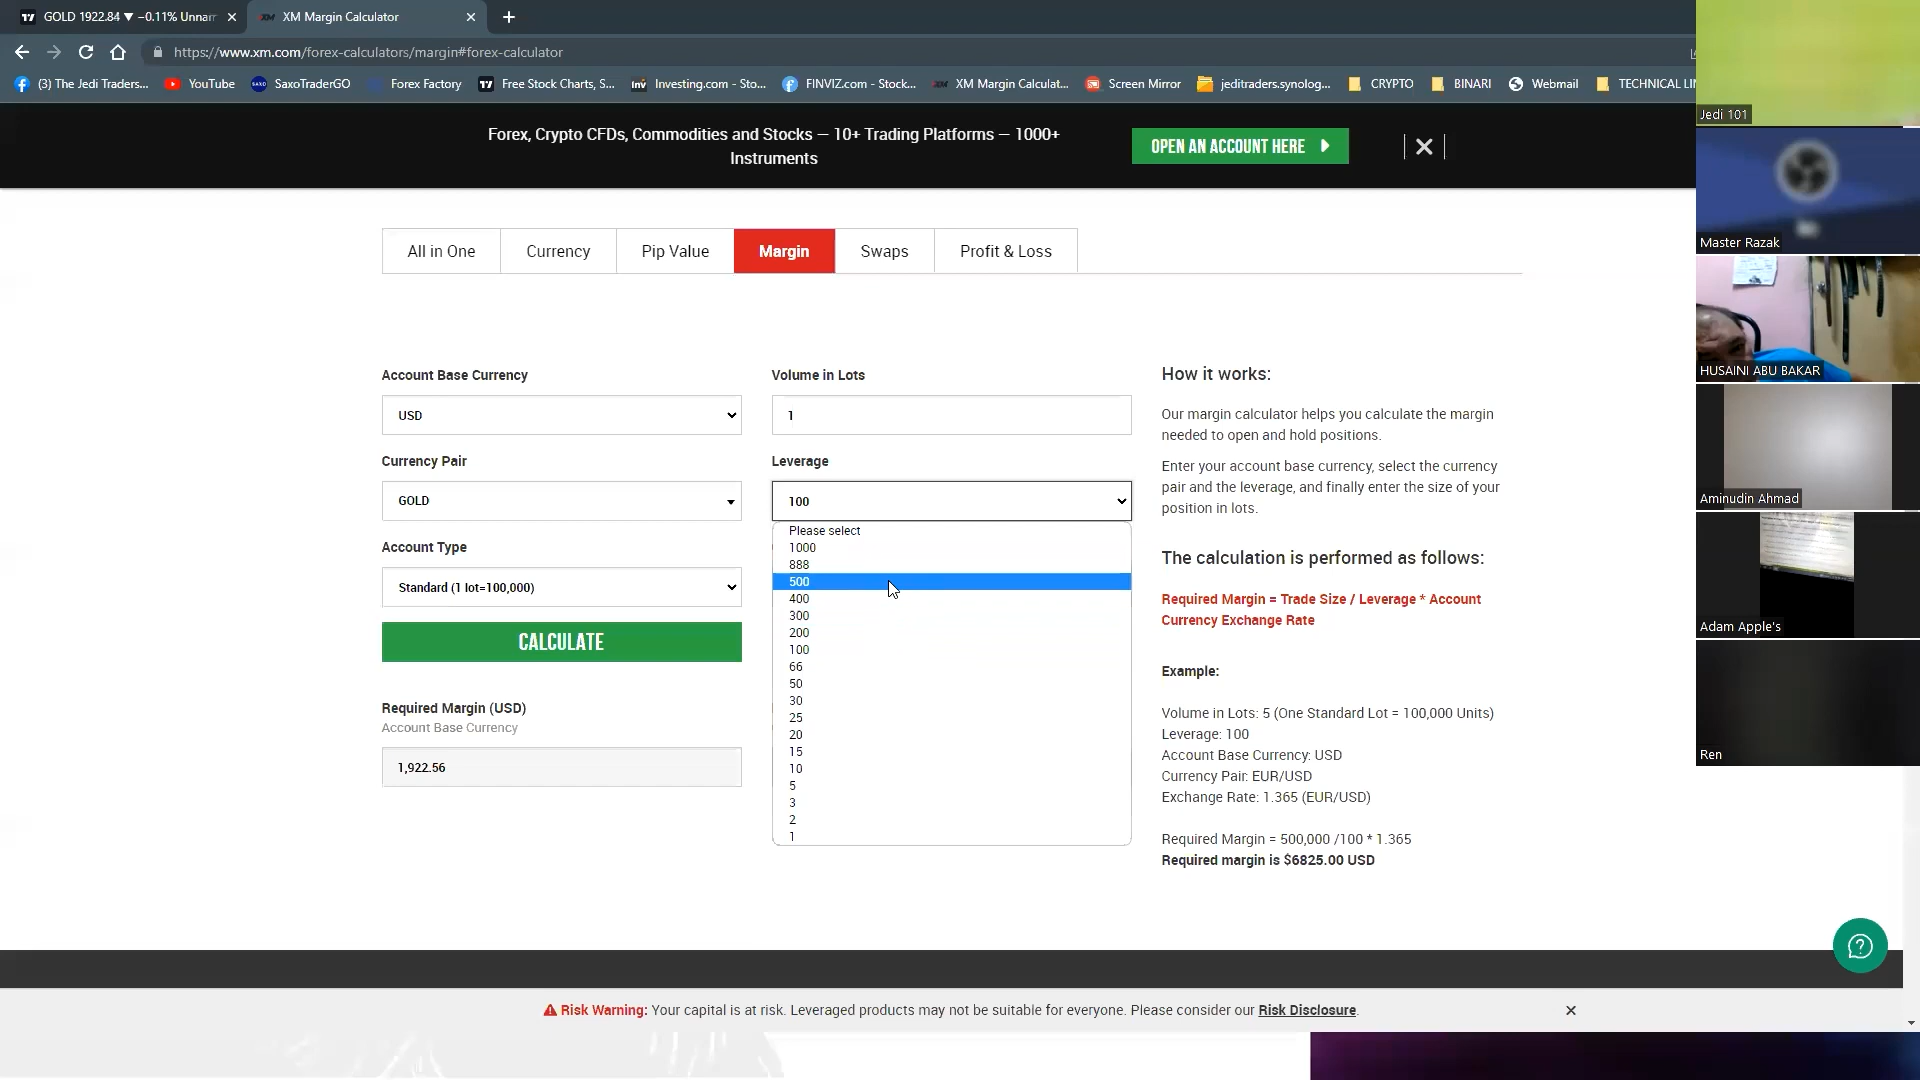 GOLD 1922.84 ▼ −0.11% Unnam
XM Margin Calculator
https://www.xm.com/forex-calculators/margin#forex-calculator
(3) The Jedi Traders...
YouTube
SaxoTraderGO
Forex Factory
Free Stock Charts, S...
Investing.com - Sto...
FINVIZ.com - Stock...
XM Margin Calculat...
Screen Mirror
jeditraders.synolog...
CRYPTO
BINARI
Webmail
TECHNICAL LIN
Forex, Crypto CFDs, Commodities and Stocks — 10+ Trading Platforms — 1000+
Instruments
OPEN AN ACCOUNT HERE
All in One
Currency
Pip Value
Margin
Swaps
Profit & Loss
Account Base Currency
USD
Currency Pair
GOLD
Account Type
Standard (1 lot=100,000)
CALCULATE
Required Margin (USD)
Account Base Currency
1,922.56
Volume in Lots
1
Leverage
100
Please select
1000
888
500
400
300
200
100
66
50
30
25
20
15
10
5
3
2
1
How it works:
Our margin calculator helps you calculate the margin
needed to open and hold positions.
Enter your account base currency, select the currency
pair and the leverage, and finally enter the size of your
position in lots.
The calculation is performed as follows:
Required Margin = Trade Size / Leverage * Account
Currency Exchange Rate
Example:
Volume in Lots: 5 (One Standard Lot = 100,000 Units)
Leverage: 100
Account Base Currency: USD
Currency Pair: EUR/USD
Exchange Rate: 1.365 (EUR/USD)
Required Margin = 500,000 /100 * 1.365
Required margin is $6825.00 USD
Risk Warning: Your capital is at risk. Leveraged products may not be suitable for everyone. Please consider our Risk Disclosure.
Jedi 101
Master Razak
HUSAINI ABU BAKAR
Aminudin Ahmad
Adam Apple's
Ren